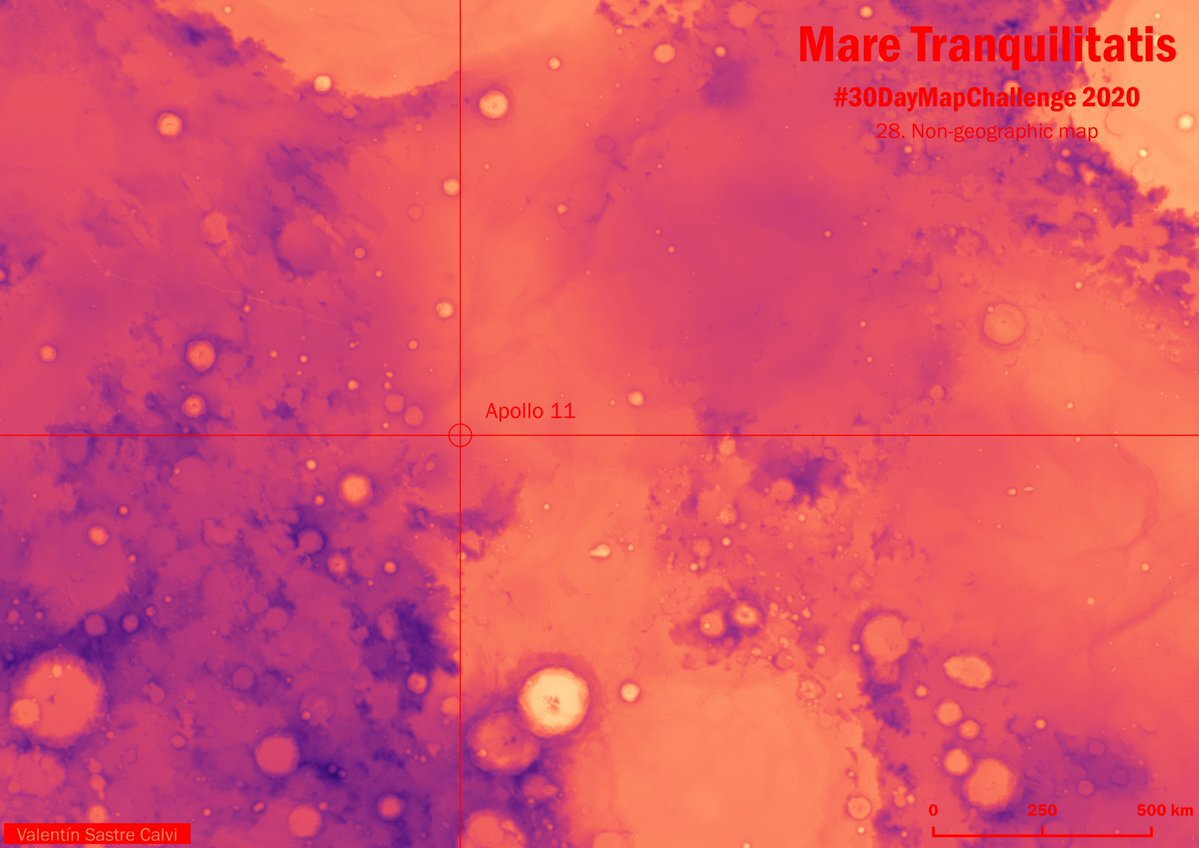 Mare Tranquilitatis
#30DayMapChallenge 2020
28. Non-geographic map
Apollo 11
0 250 500 km
Valentín Sastre Calvi